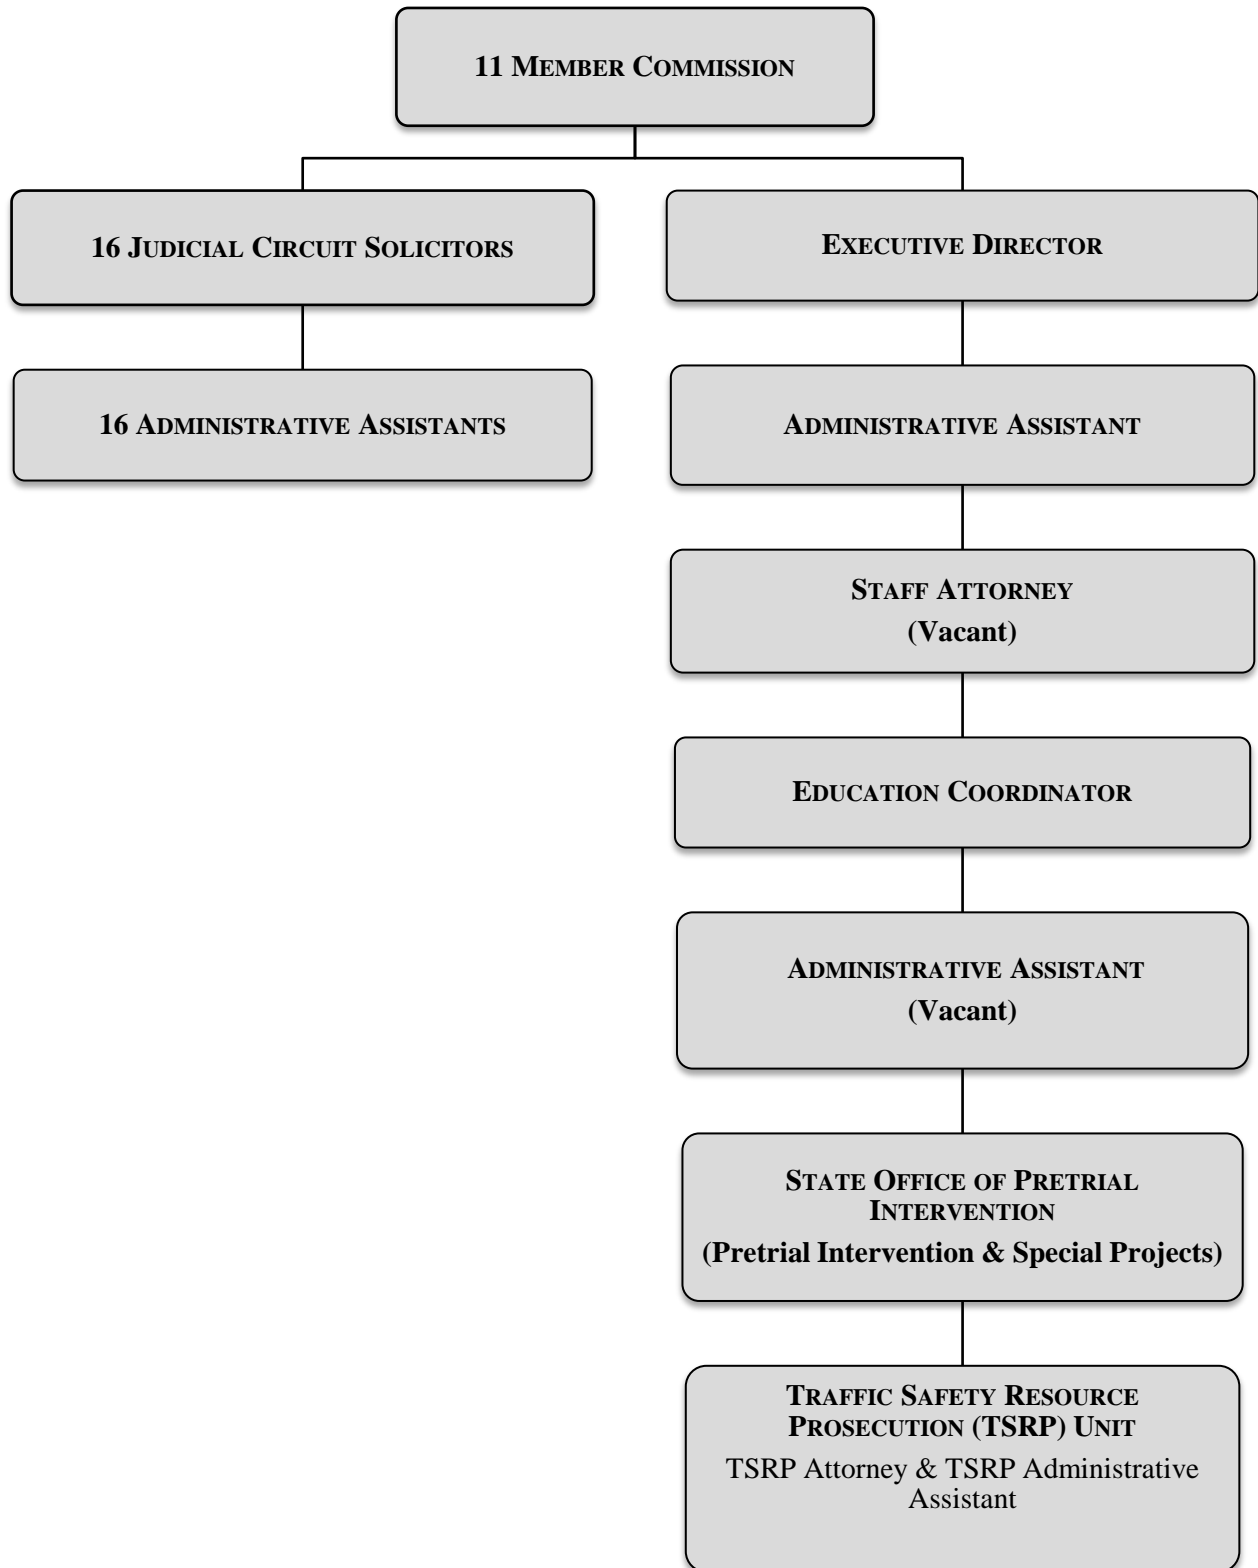 11 MEMBER COMMISSION
16 JUDICIAL CIRCUIT SOLICITORS
EXECUTIVE DIRECTOR
16 ADMINISTRATIVE ASSISTANTS
ADMINISTRATIVE ASSISTANT
STAFF ATTORNEY
(Vacant)
EDUCATION COORDINATOR
ADMINISTRATIVE ASSISTANT
(Vacant)
STATE OFFICE OF PRETRIAL
INTERVENTION
(Pretrial Intervention & Special Projects)
TRAFFIC SAFETY RESOURCE
PROSECUTION (TSRP) UNIT
TSRP Attorney & TSRP Administrative
Assistant